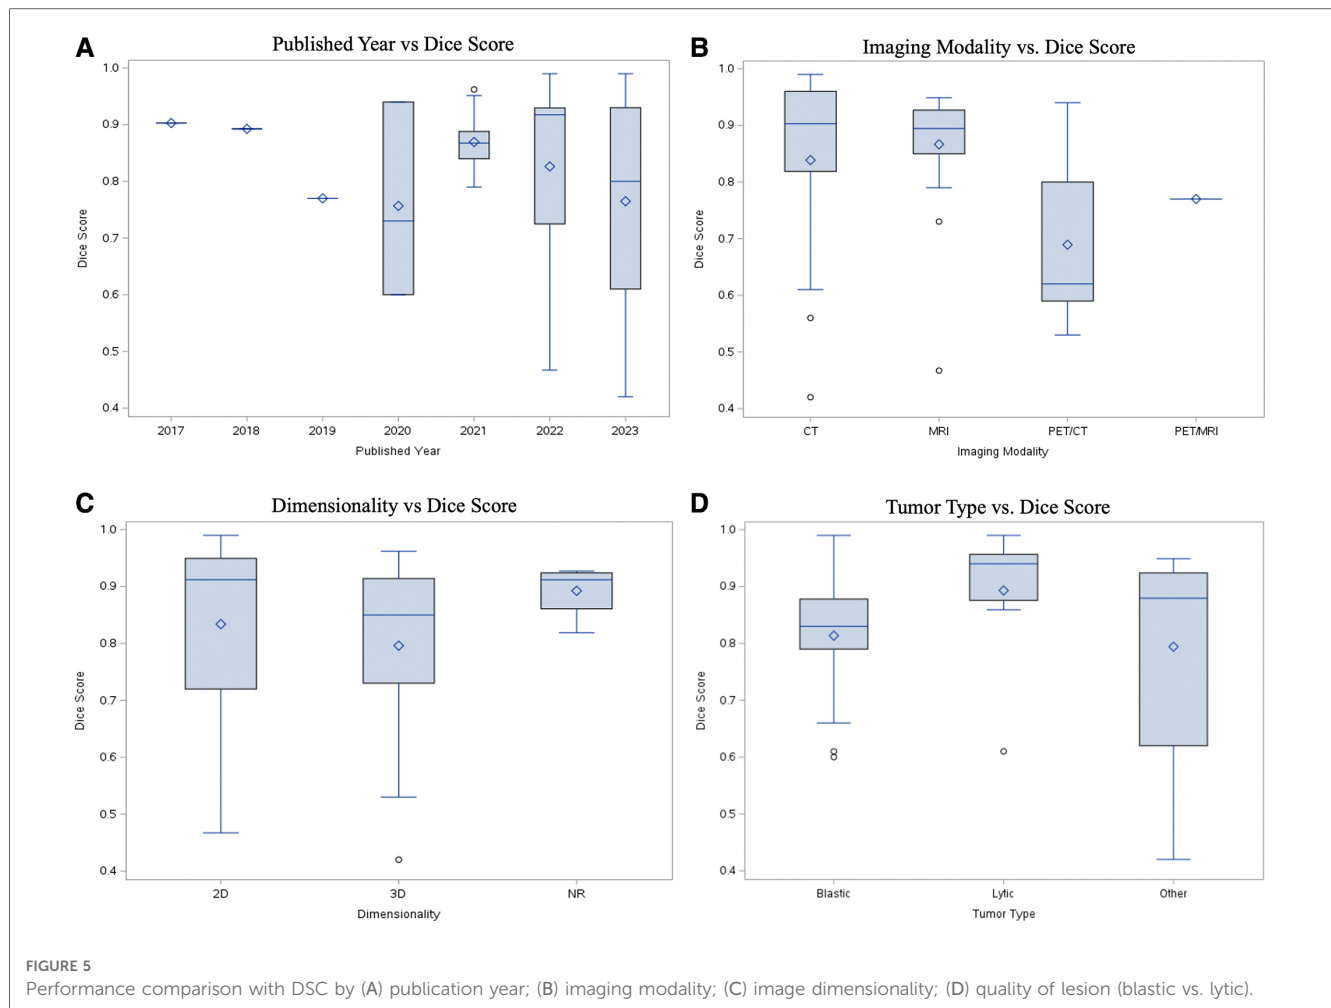 A
Published Year vs Dice Score
1.0
0.9
0.8
0.7
0.6
0.5
0.4
Dice Score
2017 2018 2019 2020 2021 2022 2023
Published Year
B
Imaging Modality vs. Dice Score
1.0
0.9
0.8
0.7
0.6
0.5
0.4
Dice Score
CT MRI PET/CT PET/MRI
Imaging Modality
C
Dimensionality vs Dice Score
1.0
0.9
0.8
0.7
0.6
0.5
0.4
Dice Score
2D 3D NR
Dimensionality
D
Tumor Type vs. Dice Score
1.0
0.9
0.8
0.7
0.6
0.5
0.4
Dice Score
Blastic Lytic Other
Tumor Type
FIGURE 5
Performance comparison with DSC by (A) publication year; (B) imaging modality; (C) image dimensionality; (D) quality of lesion (blastic vs. lytic).